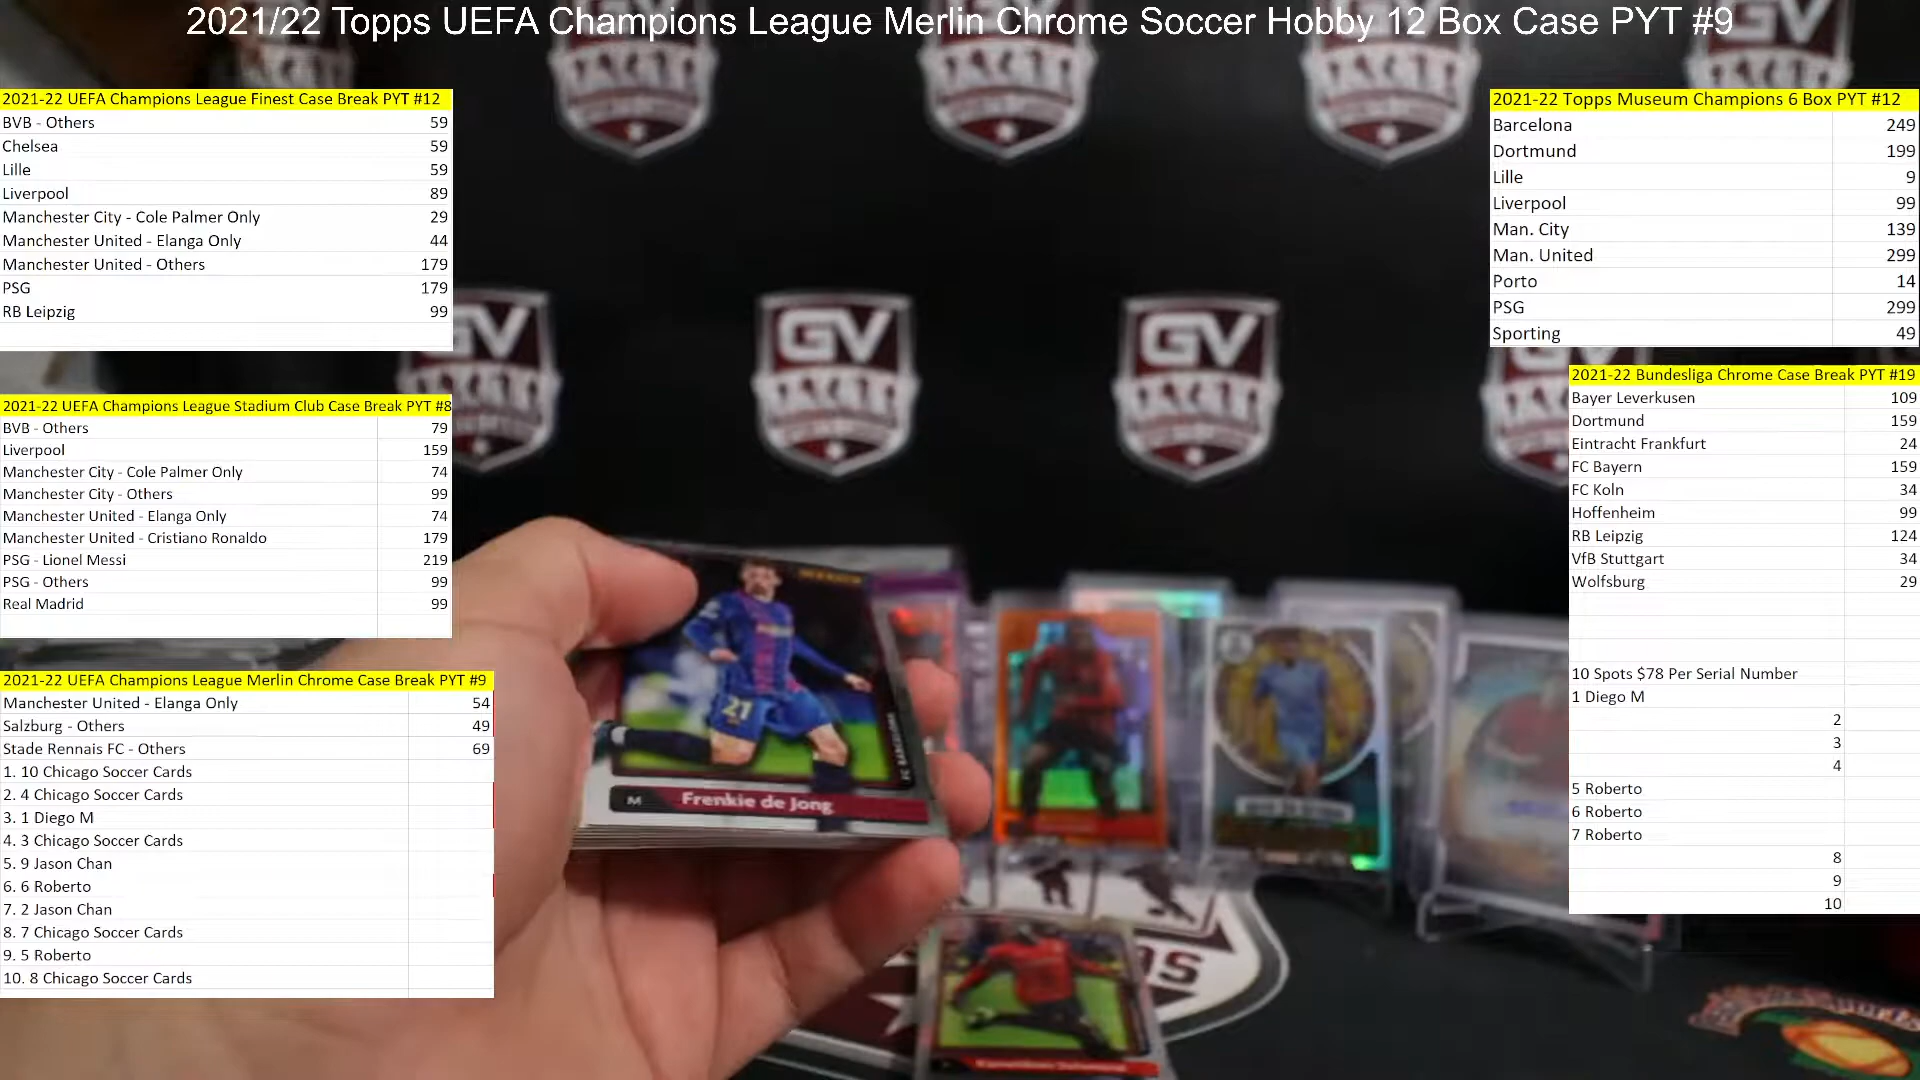 2021/22 Topps UEFA Champions League Merlin Chrome Soccer Hobby 12 Box Case PYT #9
2021-22 UEFA Champions League Finest Case Break PYT #12
BVB - Others 59
Chelsea 59
Lille 59
Liverpool 89
Manchester City - Cole Palmer Only 29
Manchester United - Elanga Only 44
Manchester United - Others 179
PSG 179
RB Leipzig 99
2021-22 UEFA Champions League Stadium Club Case Break PYT #8
BVB - Others 79
Liverpool 159
Manchester City - Cole Palmer Only 74
Manchester City - Others 99
Manchester United - Elanga Only 74
Manchester United - Cristiano Ronaldo 179
PSG - Lionel Messi 219
PSG - Others 99
Real Madrid 99
2021-22 UEFA Champions League Merlin Chrome Case Break PYT #9
Manchester United - Elanga Only 54
Salzburg - Others 49
Stade Rennais FC - Others 69
1. 10 Chicago Soccer Cards
2. 4 Chicago Soccer Cards
3. 1 Diego M
4. 3 Chicago Soccer Cards
5. 9 Jason Chan
6. 6 Roberto
7. 2 Jason Chan
8. 7 Chicago Soccer Cards
9. 5 Roberto
10. 8 Chicago Soccer Cards
2021-22 Topps Museum Champions 6 Box PYT #12
Barcelona 249
Dortmund 199
Lille 9
Liverpool 99
Man. City 139
Man. United 299
Porto 14
PSG 299
Sporting 49
2021-22 Bundesliga Chrome Case Break PYT #19
Bayer Leverkusen 109
Dortmund 159
Eintracht Frankfurt 24
FC Bayern 159
FC Koln 34
Hoffenheim 99
RB Leipzig 124
VfB Stuttgart 34
Wolfsburg 29
10 Spots $78 Per Serial Number
1 Diego M
2
3
4
5 Roberto
6 Roberto
7 Roberto
8
9
10
GV
GV
GV
GV
21
FC BARCELONA
M Frenkie de Jong